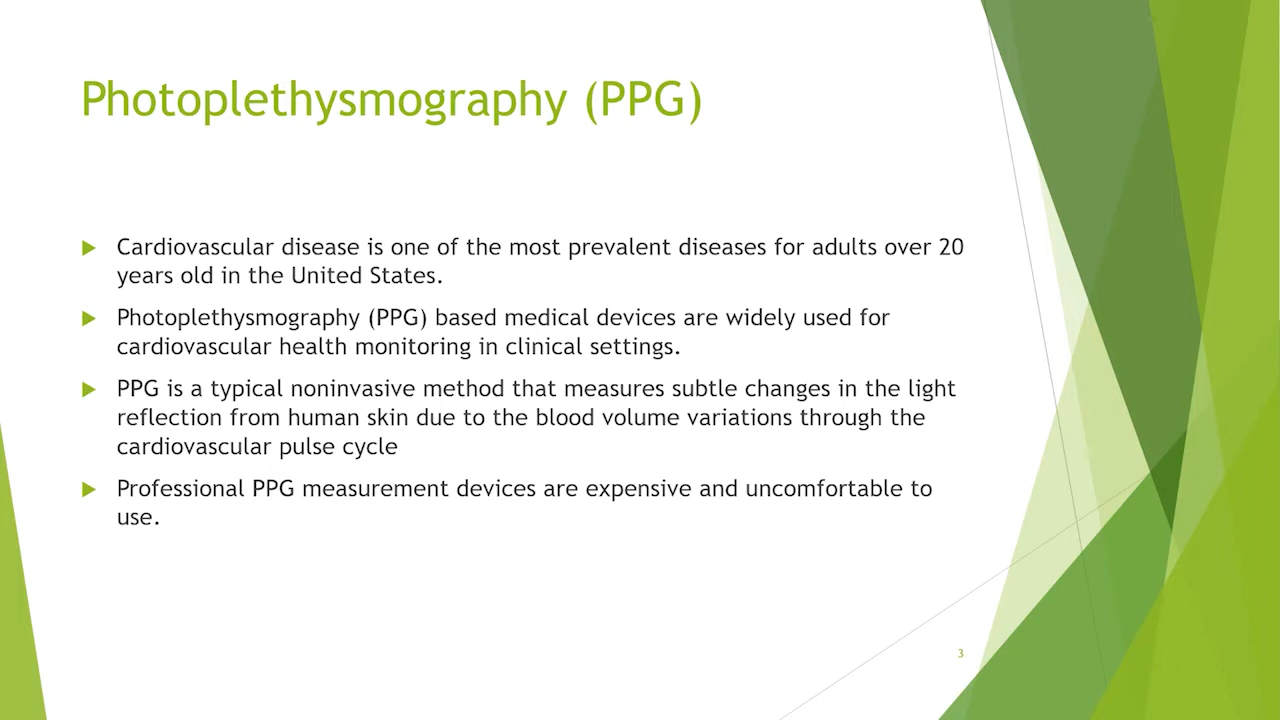 Photoplethysmography (PPG)
Cardiovascular disease is one of the most prevalent diseases for adults over 20
years old in the United States.
Photoplethysmography (PPG) based medical devices are widely used for
cardiovascular health monitoring in clinical settings.
PPG is a typical noninvasive method that measures subtle changes in the light
reflection from human skin due to the blood volume variations through the
cardiovascular pulse cycle
Professional PPG measurement devices are expensive and uncomfortable to
use.
3